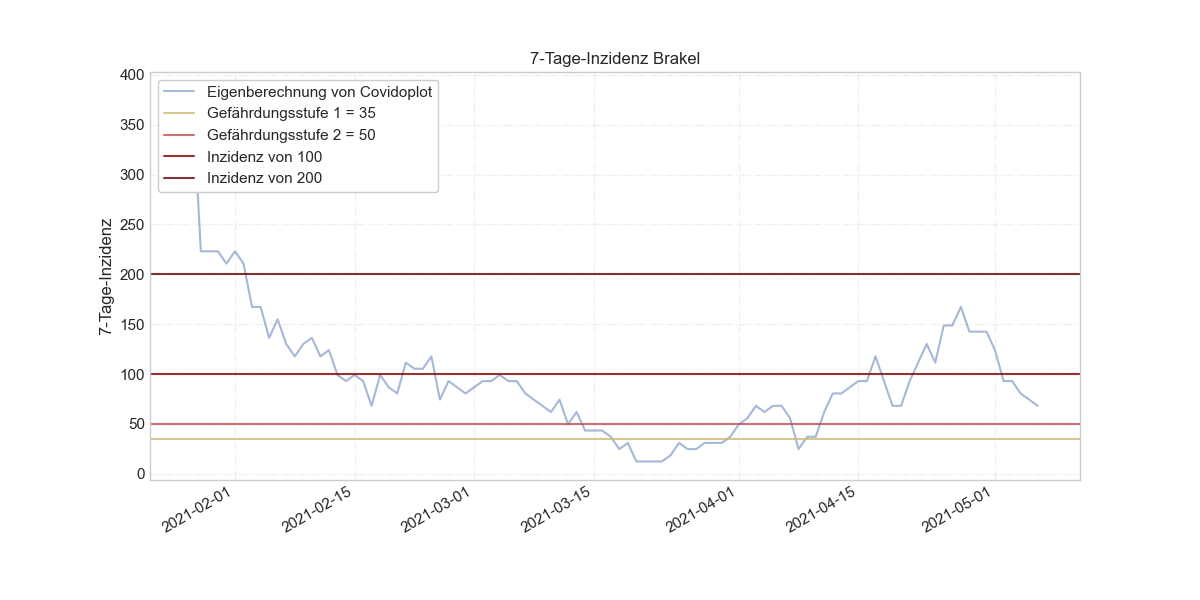 7-Tage-Inzidenz Brakel
400
350
300
250
200
150
100
50
0
7-Tage-Inzidenz
Eigenberechnung von Covidoplot
Gefährdungsstufe 1 = 35
Gefährdungsstufe 2 = 50
Inzidenz von 100
Inzidenz von 200
2021-02-01
2021-02-15
2021-03-01
2021-03-15
2021-04-01
2021-04-15
2021-05-01